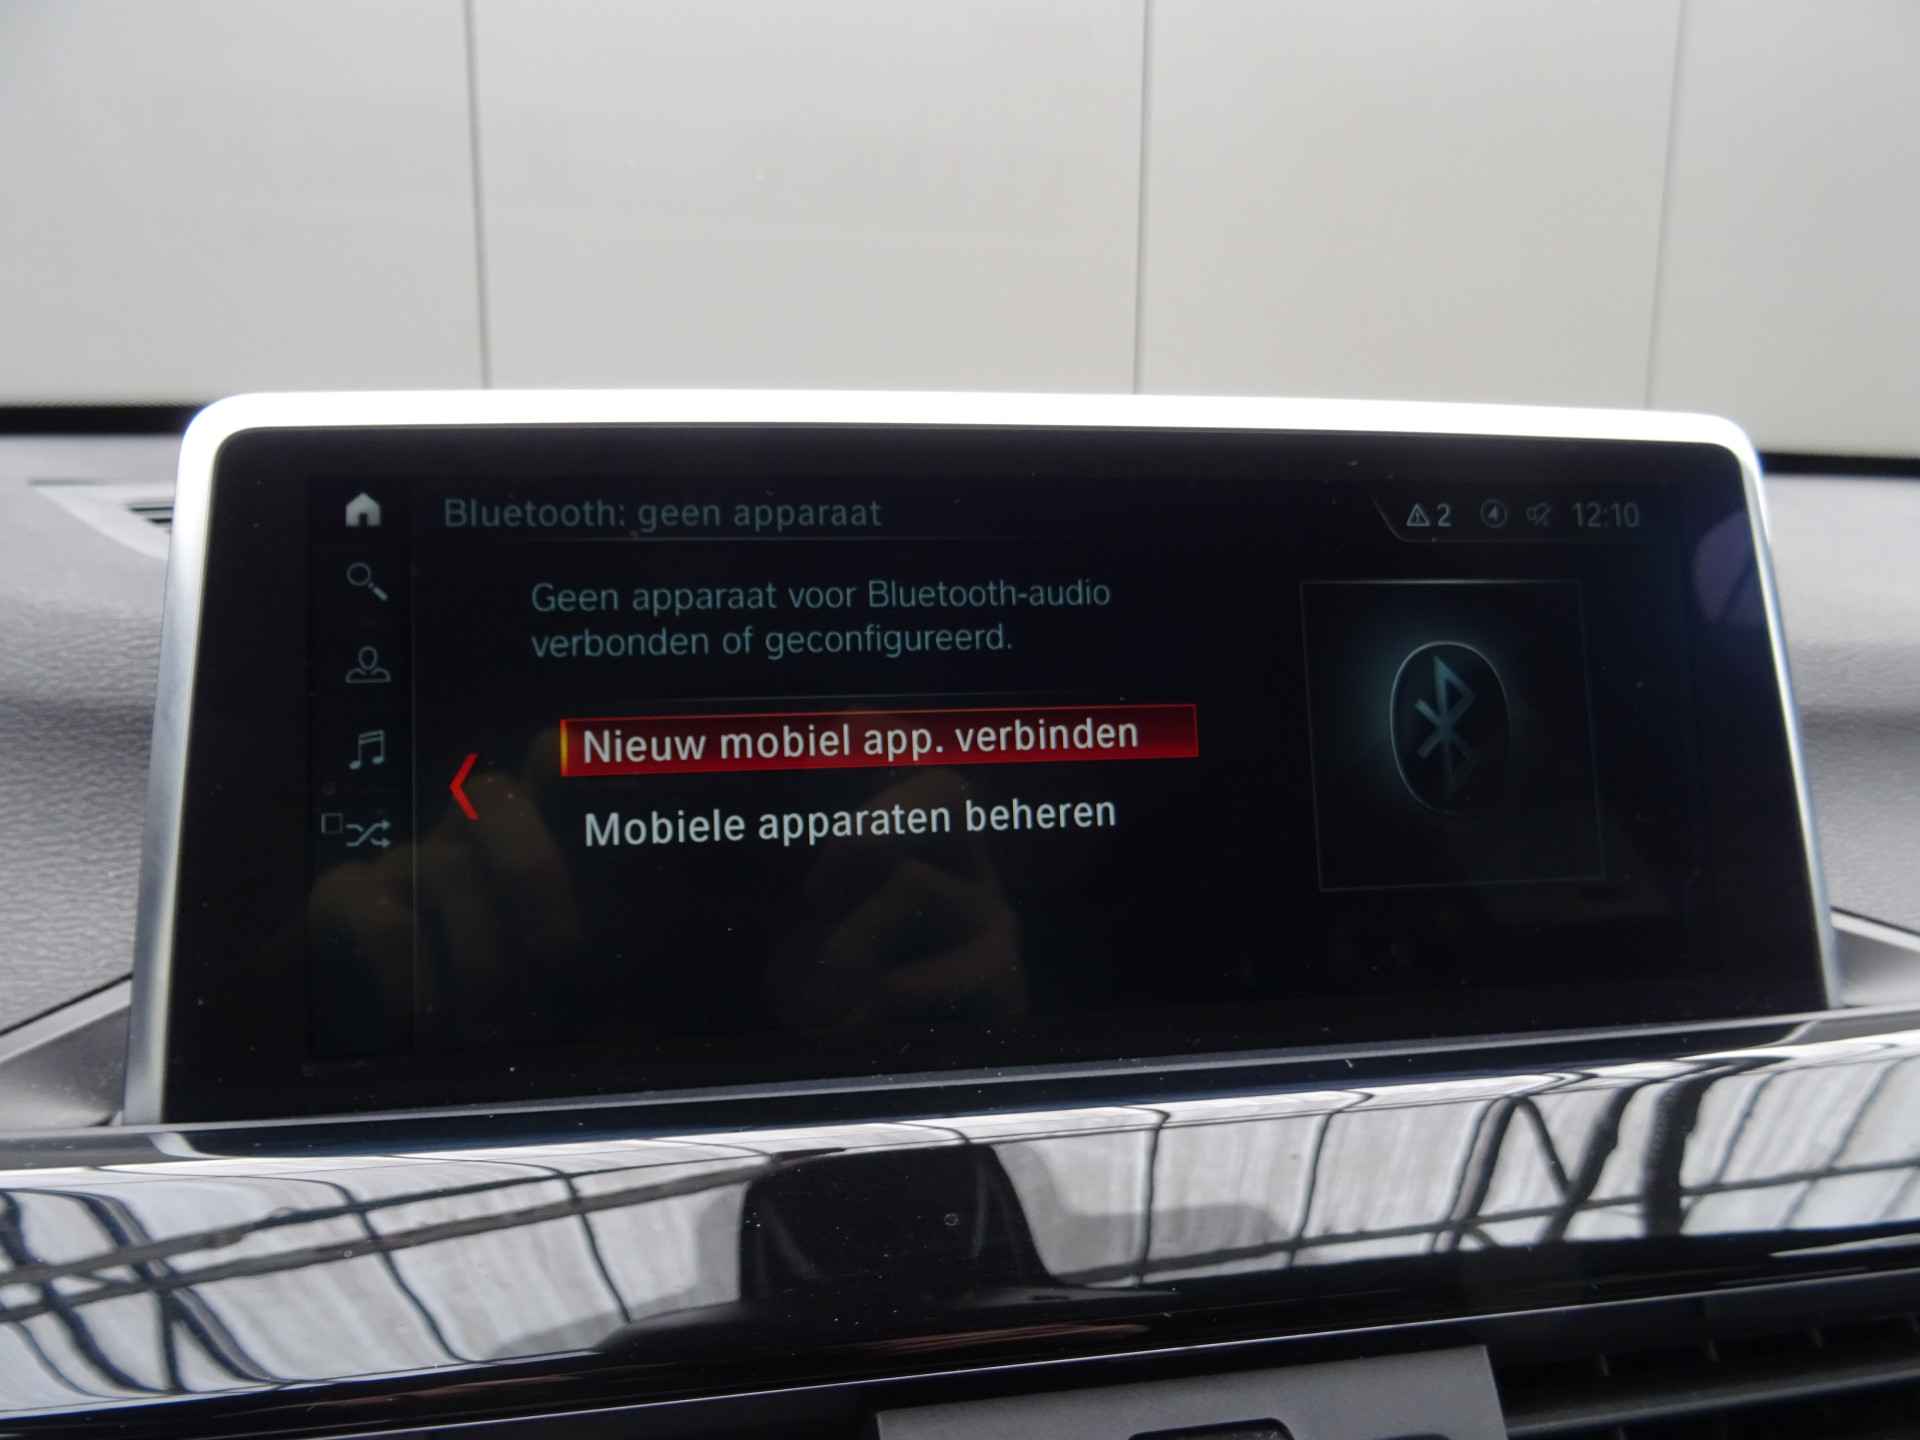 Bluetooth: geen apparaat
2 12:10
Geen apparaat voor Bluetooth-audio
verbonden of geconfigureerd.
Nieuw mobiel app. verbinden
Mobiele apparaten beheren